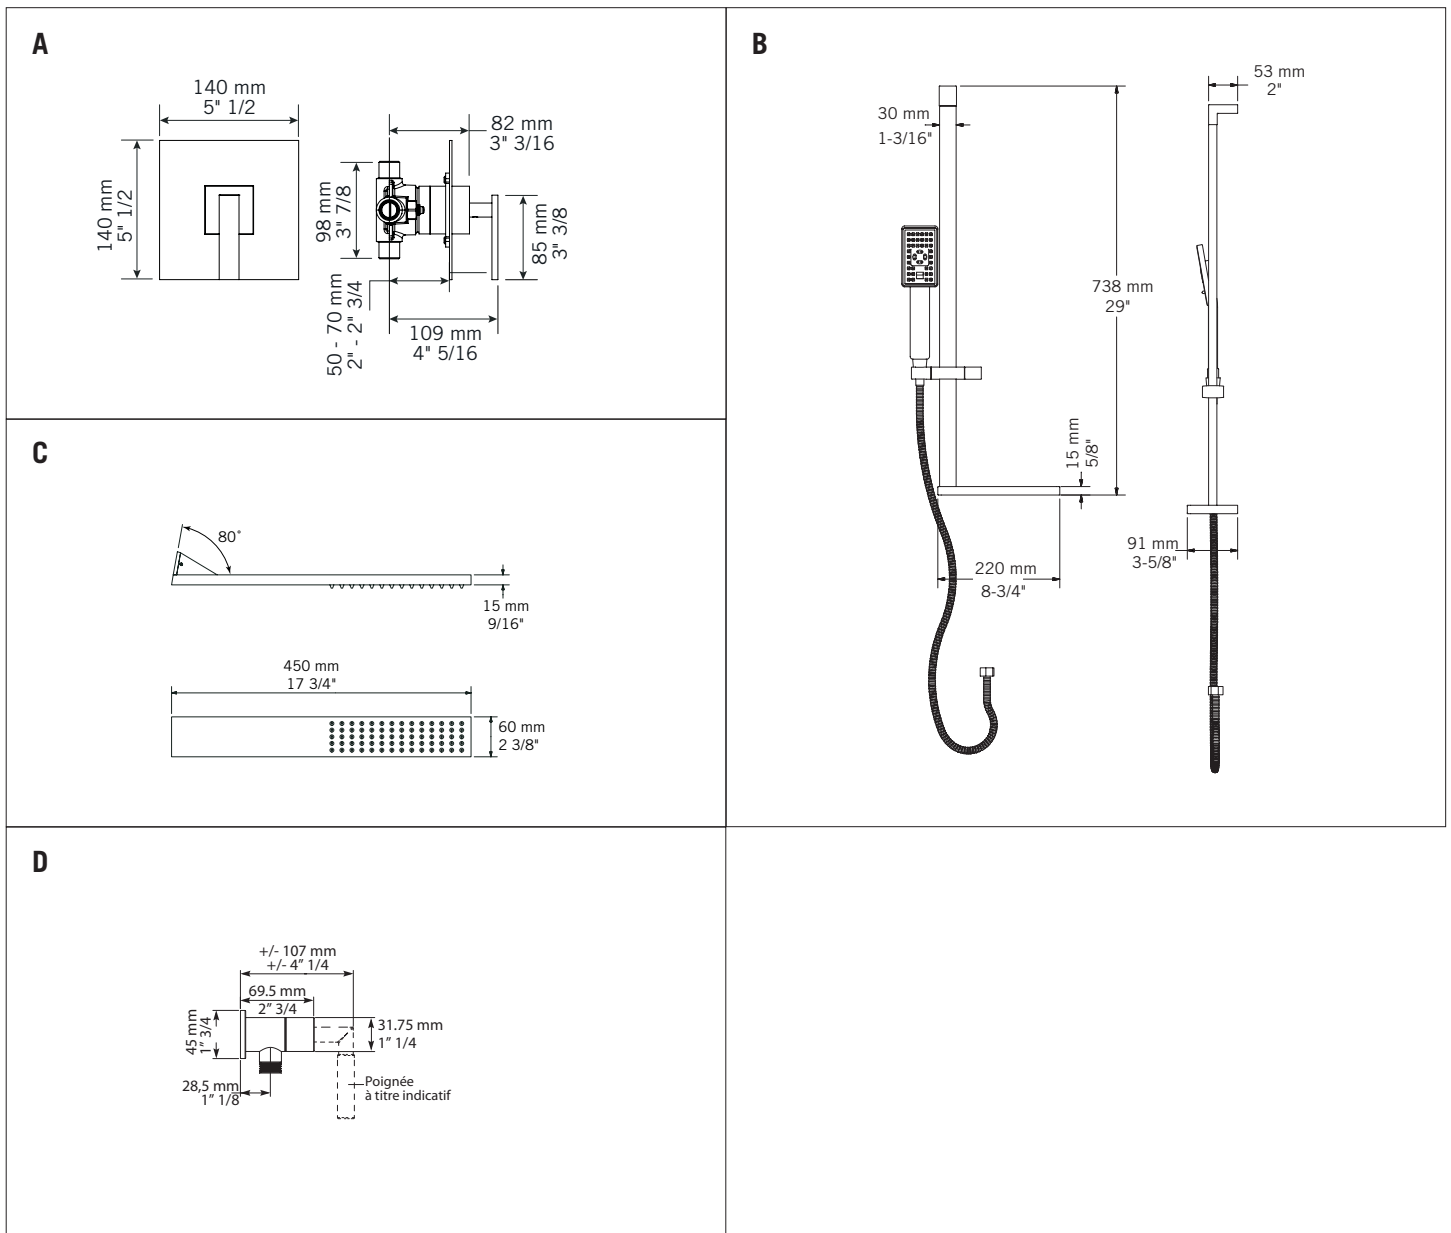 A
140 mm
5" 1/2
140 mm
5" 1/2
82 mm
3" 3/16
98 mm
3" 7/8
85 mm
3" 3/8
50 - 70 mm
2" - 2" 3/4
109 mm
4" 5/16
B
53 mm
2"
30 mm
1-3/16"
738 mm
29"
15 mm
5/8"
91 mm
3-5/8"
220 mm
8-3/4"
C
80°
15 mm
9/16"
450 mm
17 3/4"
60 mm
2 3/8"
D
+/- 107 mm
+/- 4” 1/4
69.5 mm
2” 3/4
45 mm
1” 3/4
31.75 mm
1” 1/4
28,5 mm
1” 1/8
Poignée
à titre indicatif